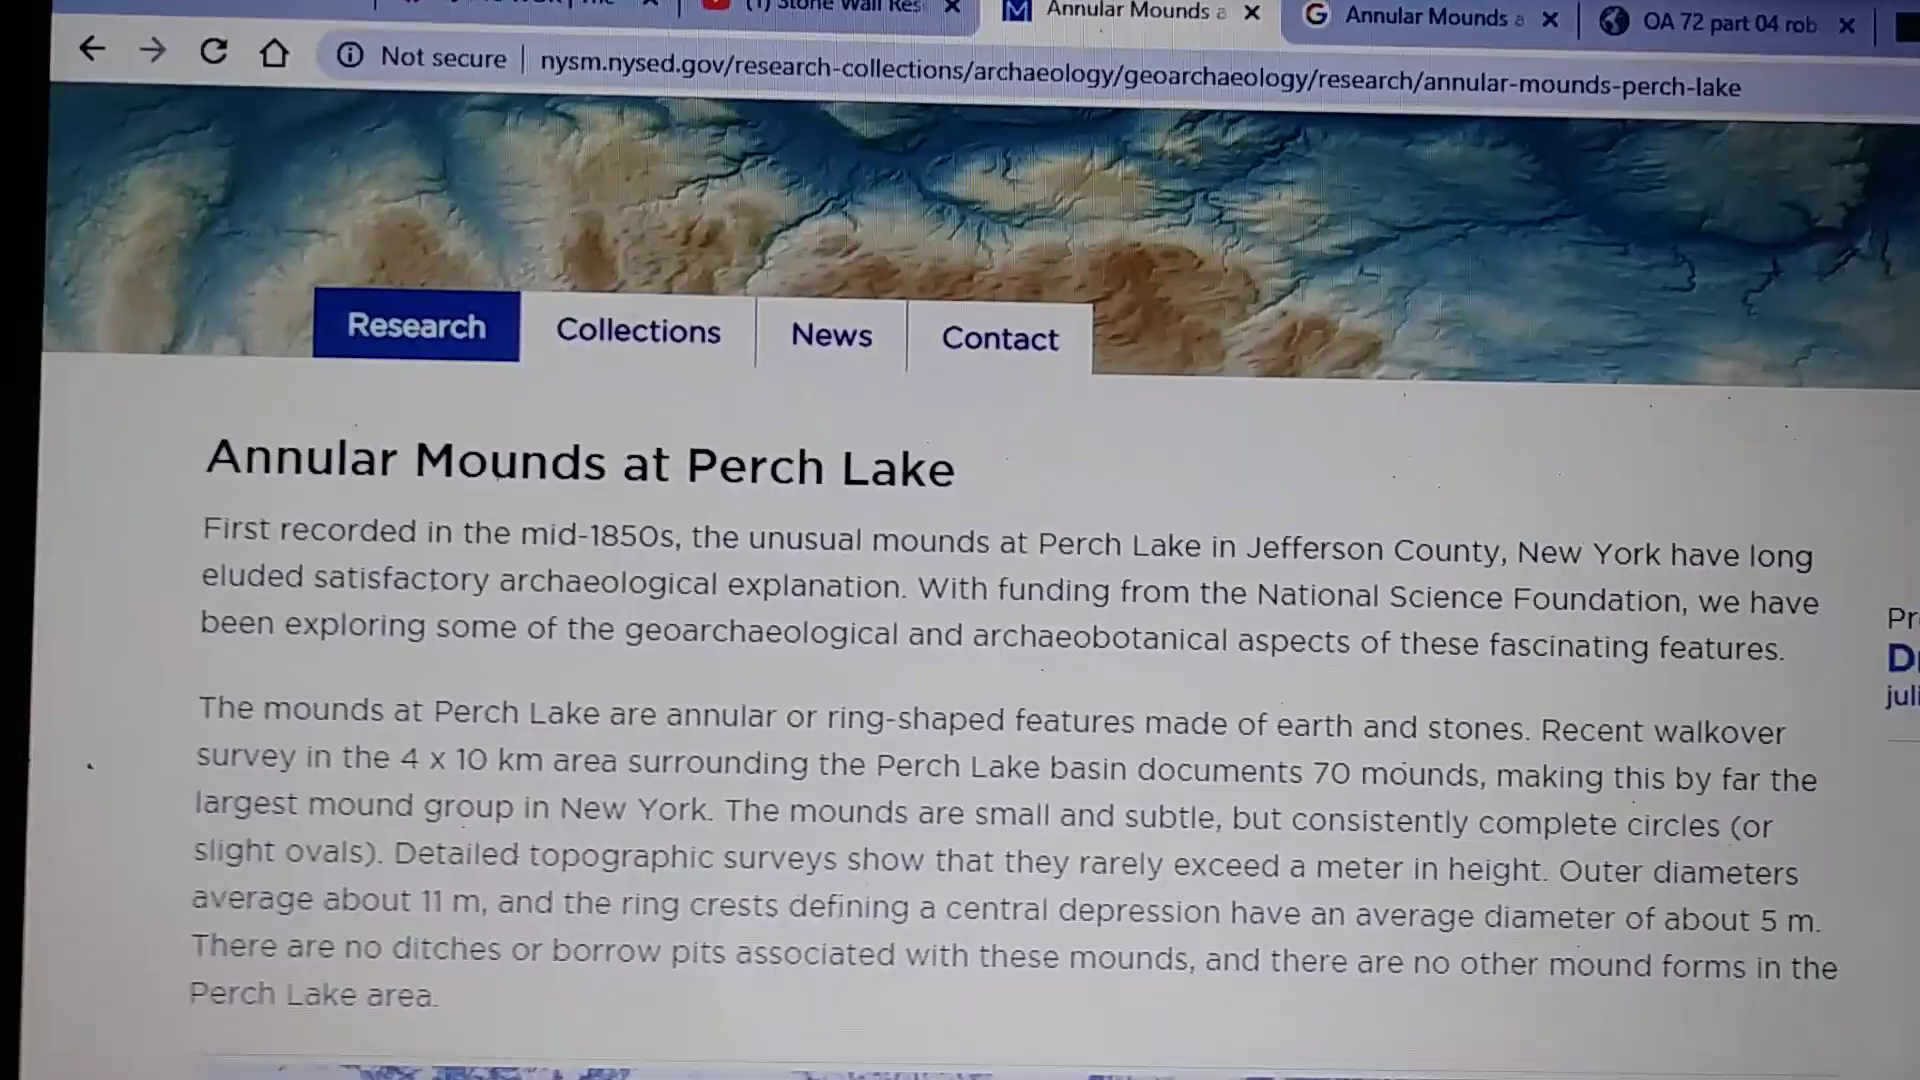 (1) Stone Wall Res
Annular Mounds a
Annular Mounds a
OA 72 part 04 rob
Not secure
nysm.nysed.gov/research-collections/archaeology/geoarchaeology/research/annular-mounds-perch-lake
Research
Collections
News
Contact
Annular Mounds at Perch Lake
First recorded in the mid-1850s, the unusual mounds at Perch Lake in Jefferson County, New York have long
eluded satisfactory archaeological explanation. With funding from the National Science Foundation, we have
been exploring some of the geoarchaeological and archaeobotanical aspects of these fascinating features.
The mounds at Perch Lake are annular or ring-shaped features made of earth and stones. Recent walkover
survey in the 4 x 10 km area surrounding the Perch Lake basin documents 70 mounds, making this by far the
largest mound group in New York. The mounds are small and subtle, but consistently complete circles (or
slight ovals). Detailed topographic surveys show that they rarely exceed a meter in height. Outer diameters
average about 11 m, and the ring crests defining a central depression have an average diameter of about 5 m.
There are no ditches or borrow pits associated with these mounds, and there are no other mound forms in the
Perch Lake area.
Pr
D
juli